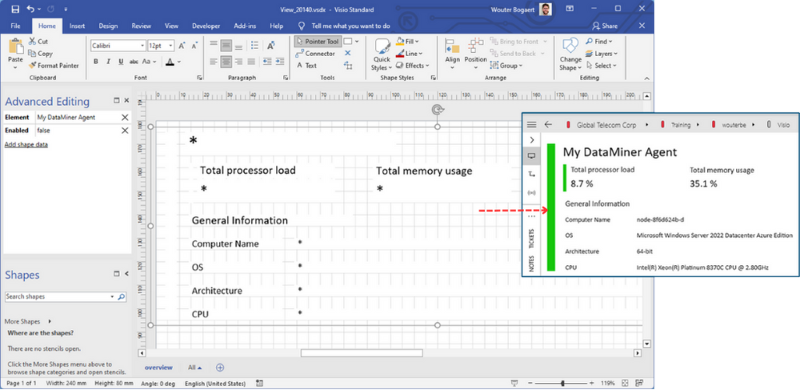 View_20140.vsdx - Visio Standard
Wouter Bogaert
File Home Insert Design Data Process Review View Developer Add-ins Help Tell me what you want to do Share
Paste
Cut
Copy
Format Painter
Clipboard
Calibri 12pt
B I U abc Aa A
Font
Paragraph
Pointer Tool
Connector
A Text
Tools
Quick Styles
Fill
Line
Effects
Shape Styles
Align
Position
Bring to Front
Send to Back
Group
Arrange
Change Shape
Find
Layers
Select
Editing
Advanced Editing
Element My DataMiner Agent
Enabled false
Add shape data
*
Total processor load Total memory usage
* *
General Information
Computer Name *
OS *
Architecture *
CPU *
Shapes
Search shapes
More Shapes
Where are the shapes?
There are no stencils open.
Click the More Shapes menu above to
browse shape categories and open stencils.
overview All
Page 1 of 1 Width: 240 mm Height: 80 mm Angle: 0 deg English (United States) 119%
Global Telecom Corp Training wouterbe Visio
My DataMiner Agent
Total processor load Total memory usage
8.7 % 35.1 %
General Information
Computer Name node-8f6d624b-d
OS Microsoft Windows Server 2022 Datacenter Azure Edition
Architecture 64-bit
CPU Intel(R) Xeon(R) Platinum 8370C CPU @ 2.80GHz
TICKETS
NOTES